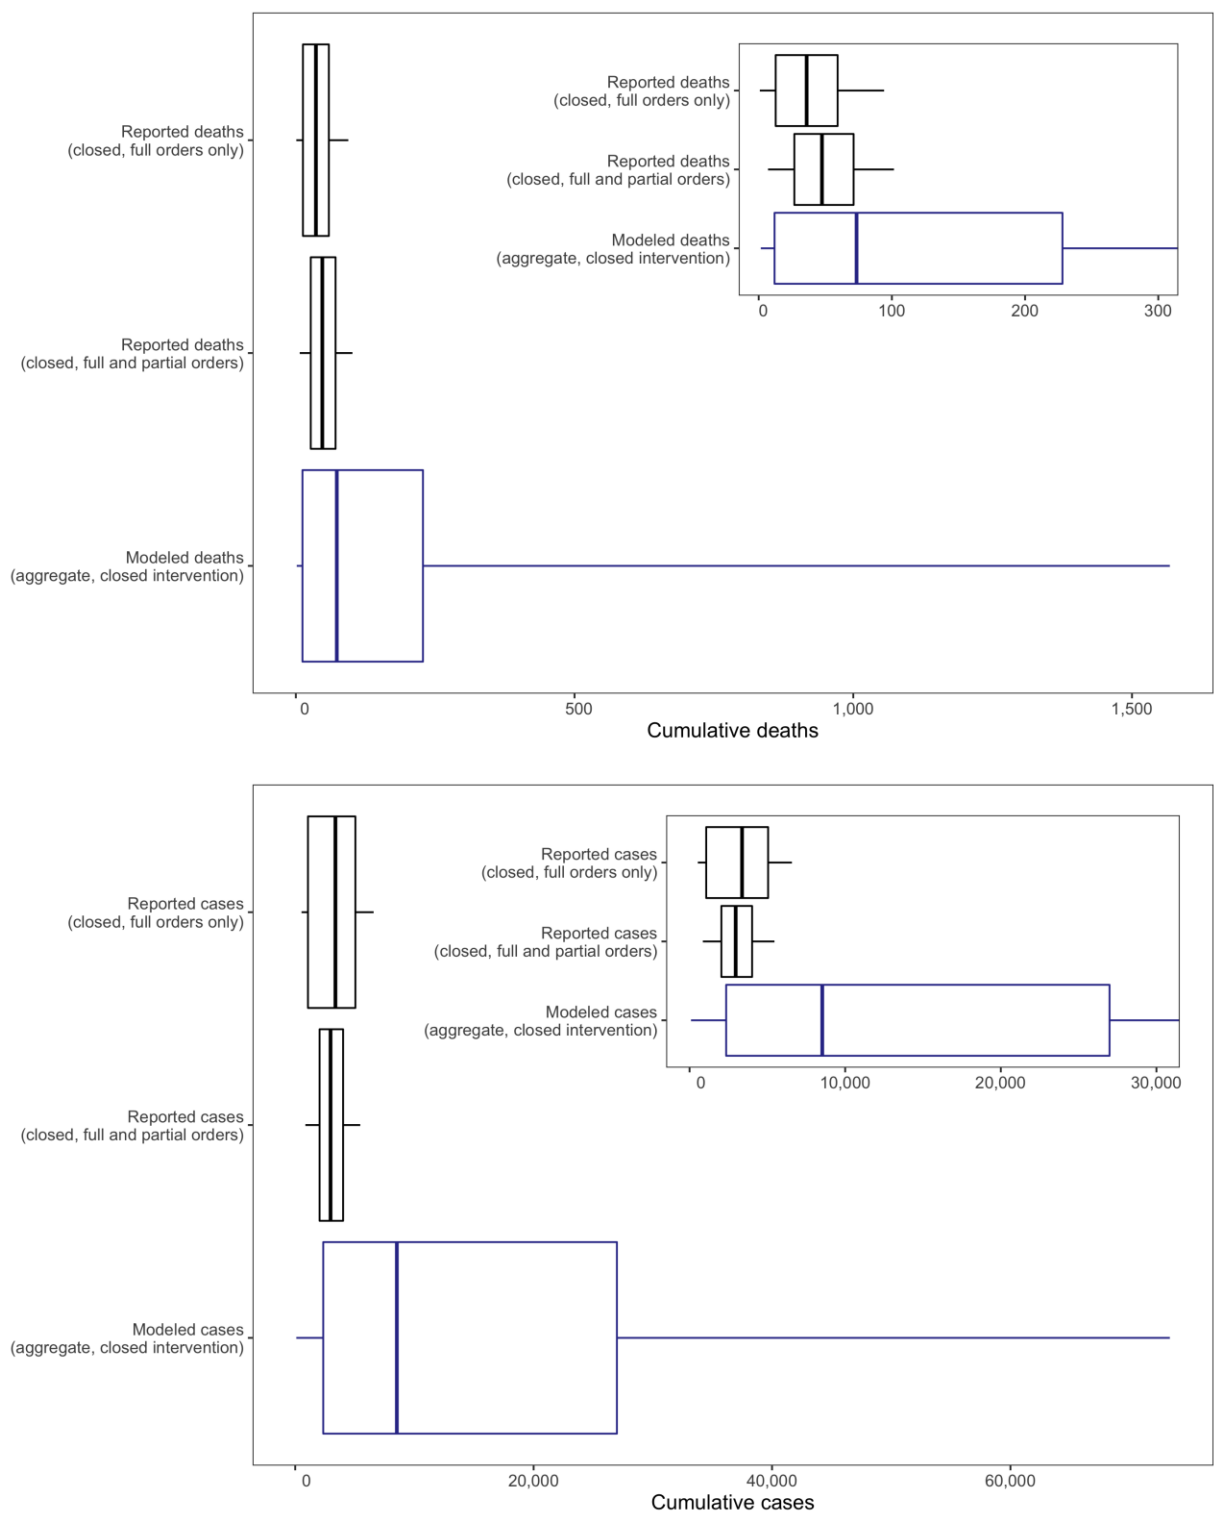 Reported deaths
(closed, full orders only)
Reported deaths
(closed, full and partial orders)
Modeled deaths
(aggregate, closed intervention)
Reported deaths
(closed, full orders only)
Reported deaths
(closed, full and partial orders)
Modeled deaths
(aggregate, closed intervention)
0 100 200 300
0 500 1,000 1,500
Cumulative deaths
Reported cases
(closed, full orders only)
Reported cases
(closed, full and partial orders)
Modeled cases
(aggregate, closed intervention)
Reported cases
(closed, full orders only)
Reported cases
(closed, full and partial orders)
Modeled cases
(aggregate, closed intervention)
0 10,000 20,000 30,000
0 20,000 40,000 60,000
Cumulative cases